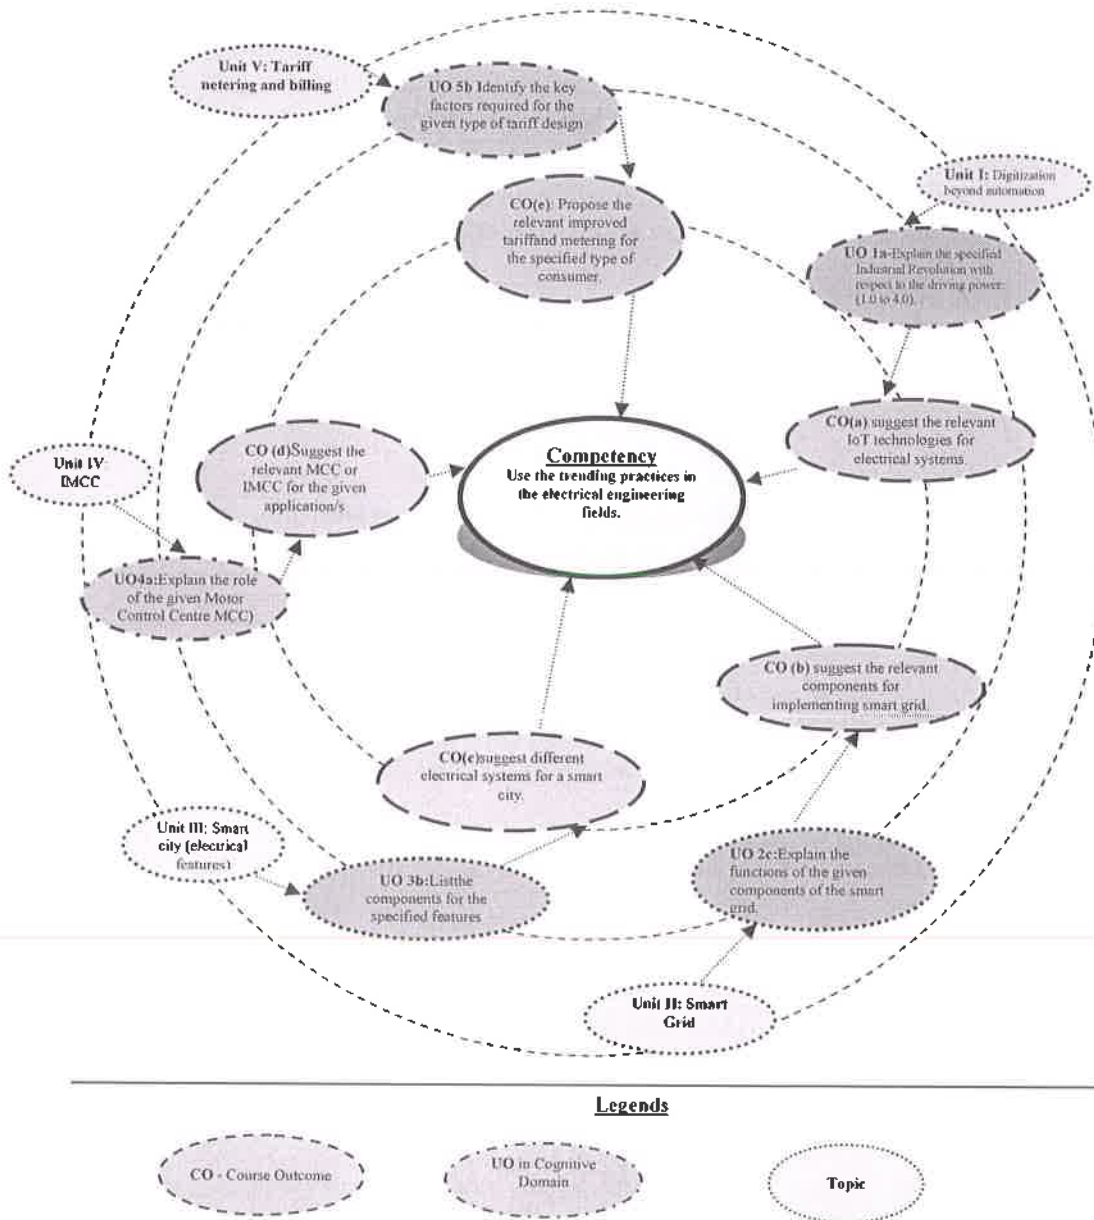 Unit V: Tariff
netering and billing
UO 5b Identify the key
factors required for the
given type of tariff design
Unit I: Digitization
beyond automation
CO(e): Propose the
relevant improved
tariffand metering for
the specified type of
consumer.
UO 1a-Explain the specified
Industrial Revolution with
respect to the driving power:
(1.0 to 4.0).
CO(a) suggest the relevant
IoT technologies for
electrical systems.
CO (d)Suggest the
relevant MCC or
IMCC for the given
application/s
Competency
Use the trending practices in
the electrical engineering
fields.
Unit IV:
IMCC
UO4a:Explain the role
of the given Motor
Control Centre MCC)
CO (b) suggest the relevant
components for
implementing smart grid.
CO(c)suggest different
electrical systems for a smart
city.
Unit III: Smart
city (electrical
features)
UO 3b:Listthe
components for the
specified features
UO 2c:Explain the
functions of the given
components of the smart
grid.
Unit II: Smart
Grid
Legends
CO - Course Outcome
UO in Cognitive
Domain
Topic